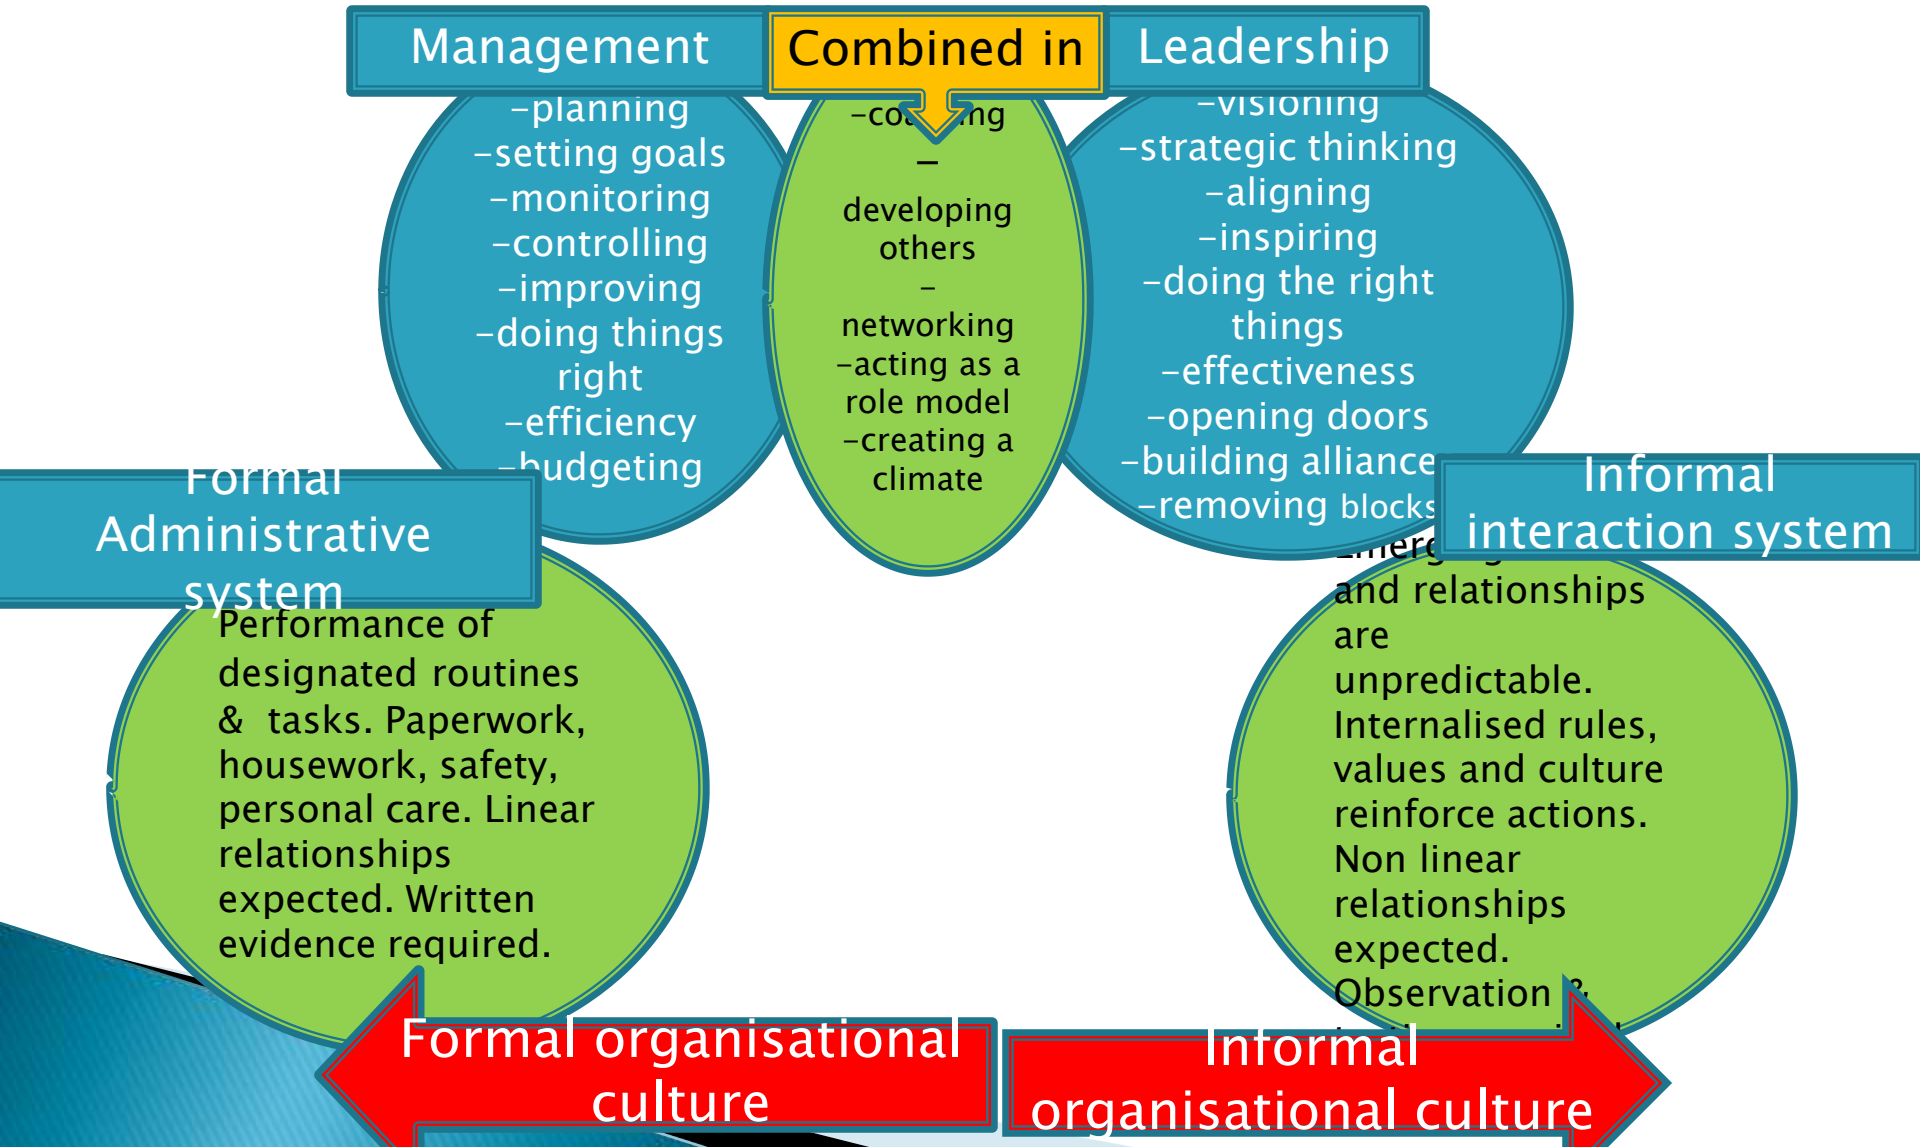 Management
Combined in
Leadership
-planning
-setting goals
-monitoring
-controlling
-improving
-doing things
right
-efficiency
-budgeting
-
developing
others
-
networking
-acting as a
role model
-creating a
climate
-visioning
-strategic thinking
-aligning
-inspiring
-doing the right
things
-effectiveness
-opening doors
-building alliance
-removing blocks
Formal
Administrative
system
Informal
interaction system
Performance of
designated routines
& tasks. Paperwork,
housework, safety,
personal care. Linear
relationships
expected. Written
evidence required.
and relationships
are
unpredictable.
Internalised rules,
values and culture
reinforce actions.
Non linear
relationships
expected.
Observation &
Formal organisational
culture
Informal
organisational culture